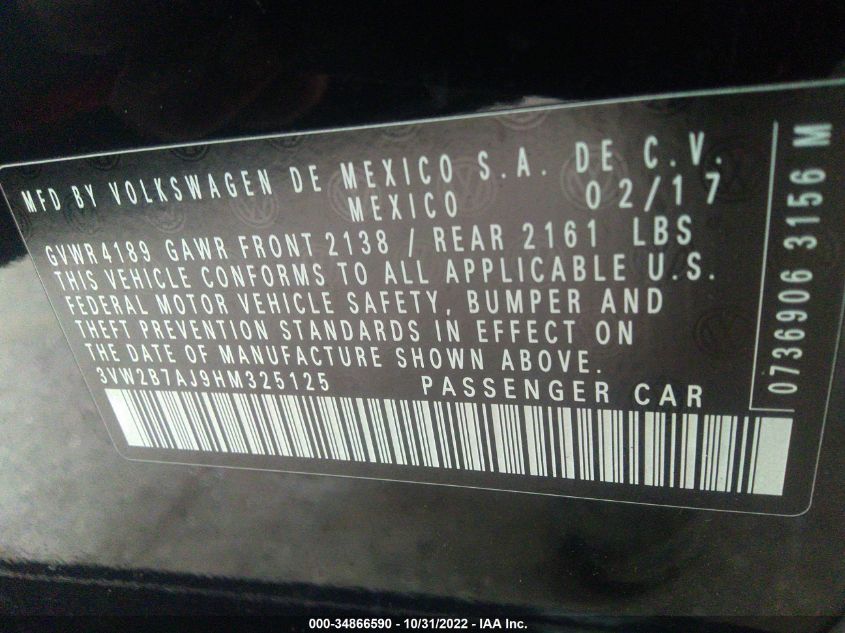 MFD BY VOLKSWAGEN DE MEXICO S.A. DE C.V.
MEXICO 02/17
GVWR4189 GAWR FRONT 2138 / REAR 2161 LBS
THIS VEHICLE CONFORMS TO ALL APPLICABLE U.S.
FEDERAL MOTOR VEHICLE SAFETY, BUMPER AND
THEFT PREVENTION STANDARDS IN EFFECT ON
THE DATE OF MANUFACTURE SHOWN ABOVE.
3VW2B7AJ9HM325125 PASSENGER CAR
0736906 3156 M
000-34866590 - 10/31/2022 - IAA Inc.